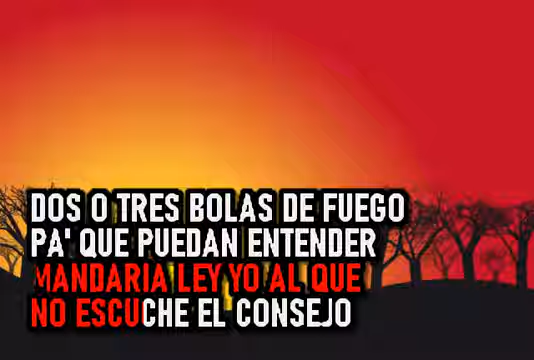 DOS O TRES BOLAS DE FUEGO
PA' QUE PUEDAN ENTENDER
MANDARIA LEY YO AL QUE
NO ESCUCHE EL CONSEJO